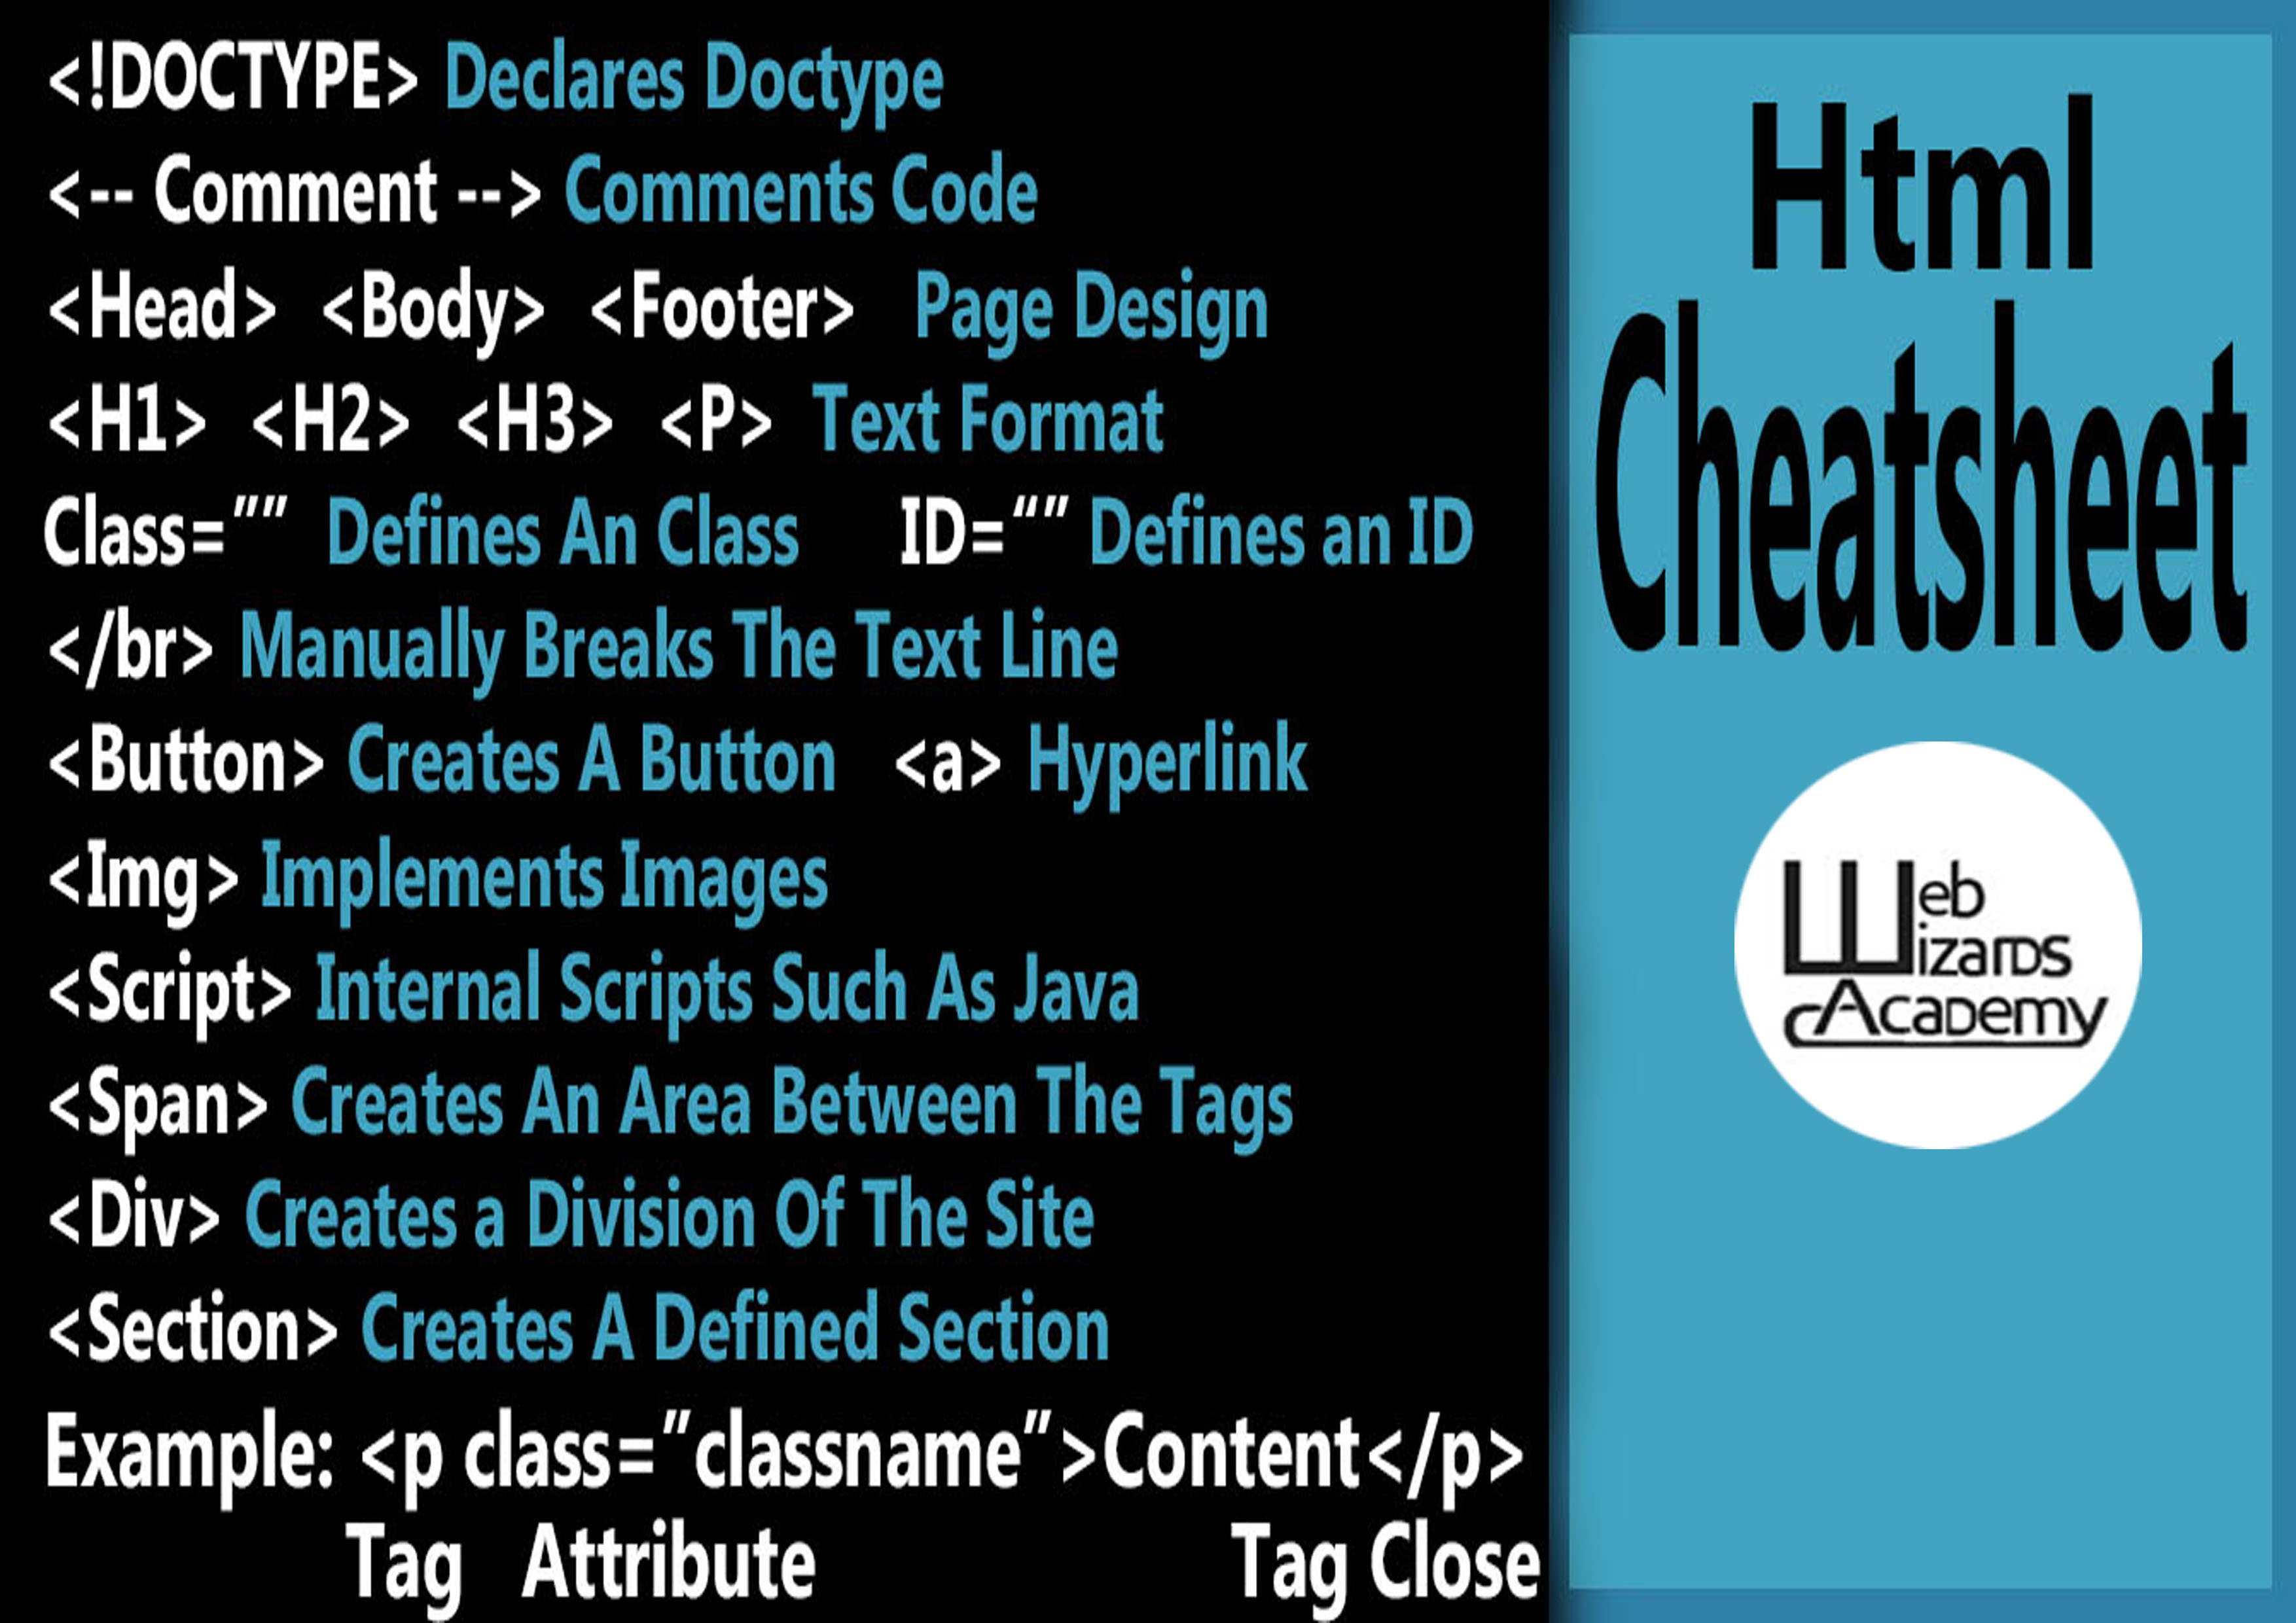 <!DOCTYPE> Declares Doctype
<-- Comment --> Comments Code
<Head> <Body> <Footer> Page Design
<H1> <H2> <H3> <P> Text Format
Class=”” Defines An Class ID=“” Defines an ID
</br> Manually Breaks The Text Line
<Button> Creates A Button <a> Hyperlink
<Img> Implements Images
<Script> Internal Scripts Such As Java
<Span> Creates An Area Between The Tags
<Div> Creates a Division Of The Site
<Section> Creates A Defined Section
Example: <p class=”classname”>Content</p>
Tag Attribute Tag Close
Html
Cheatsheet
Web
Wizards
Academy